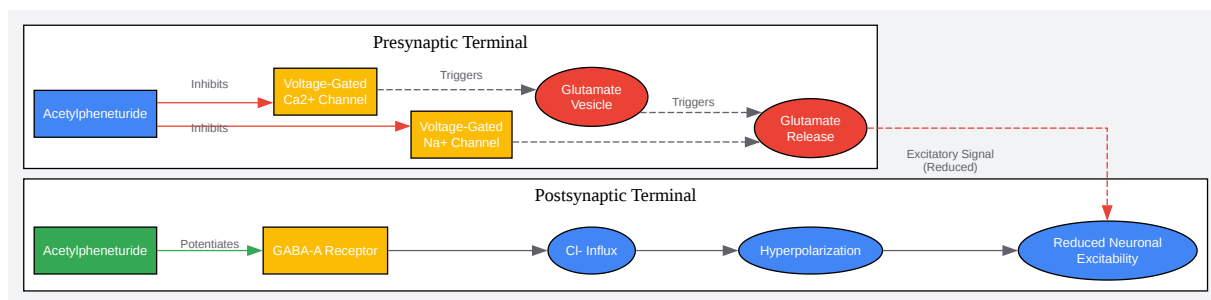 Presynaptic Terminal
Acetylpheneturide
Inhibits
Voltage-Gated
Ca2+ Channel
Triggers
Glutamate
Vesicle
Triggers
Glutamate
Release
Inhibits
Voltage-Gated
Na+ Channel
Excitatory Signal
(Reduced)
Postsynaptic Terminal
Acetylpheneturide
Potentiates
GABA-A Receptor
Cl- Influx
Hyperpolarization
Reduced Neuronal
Excitability